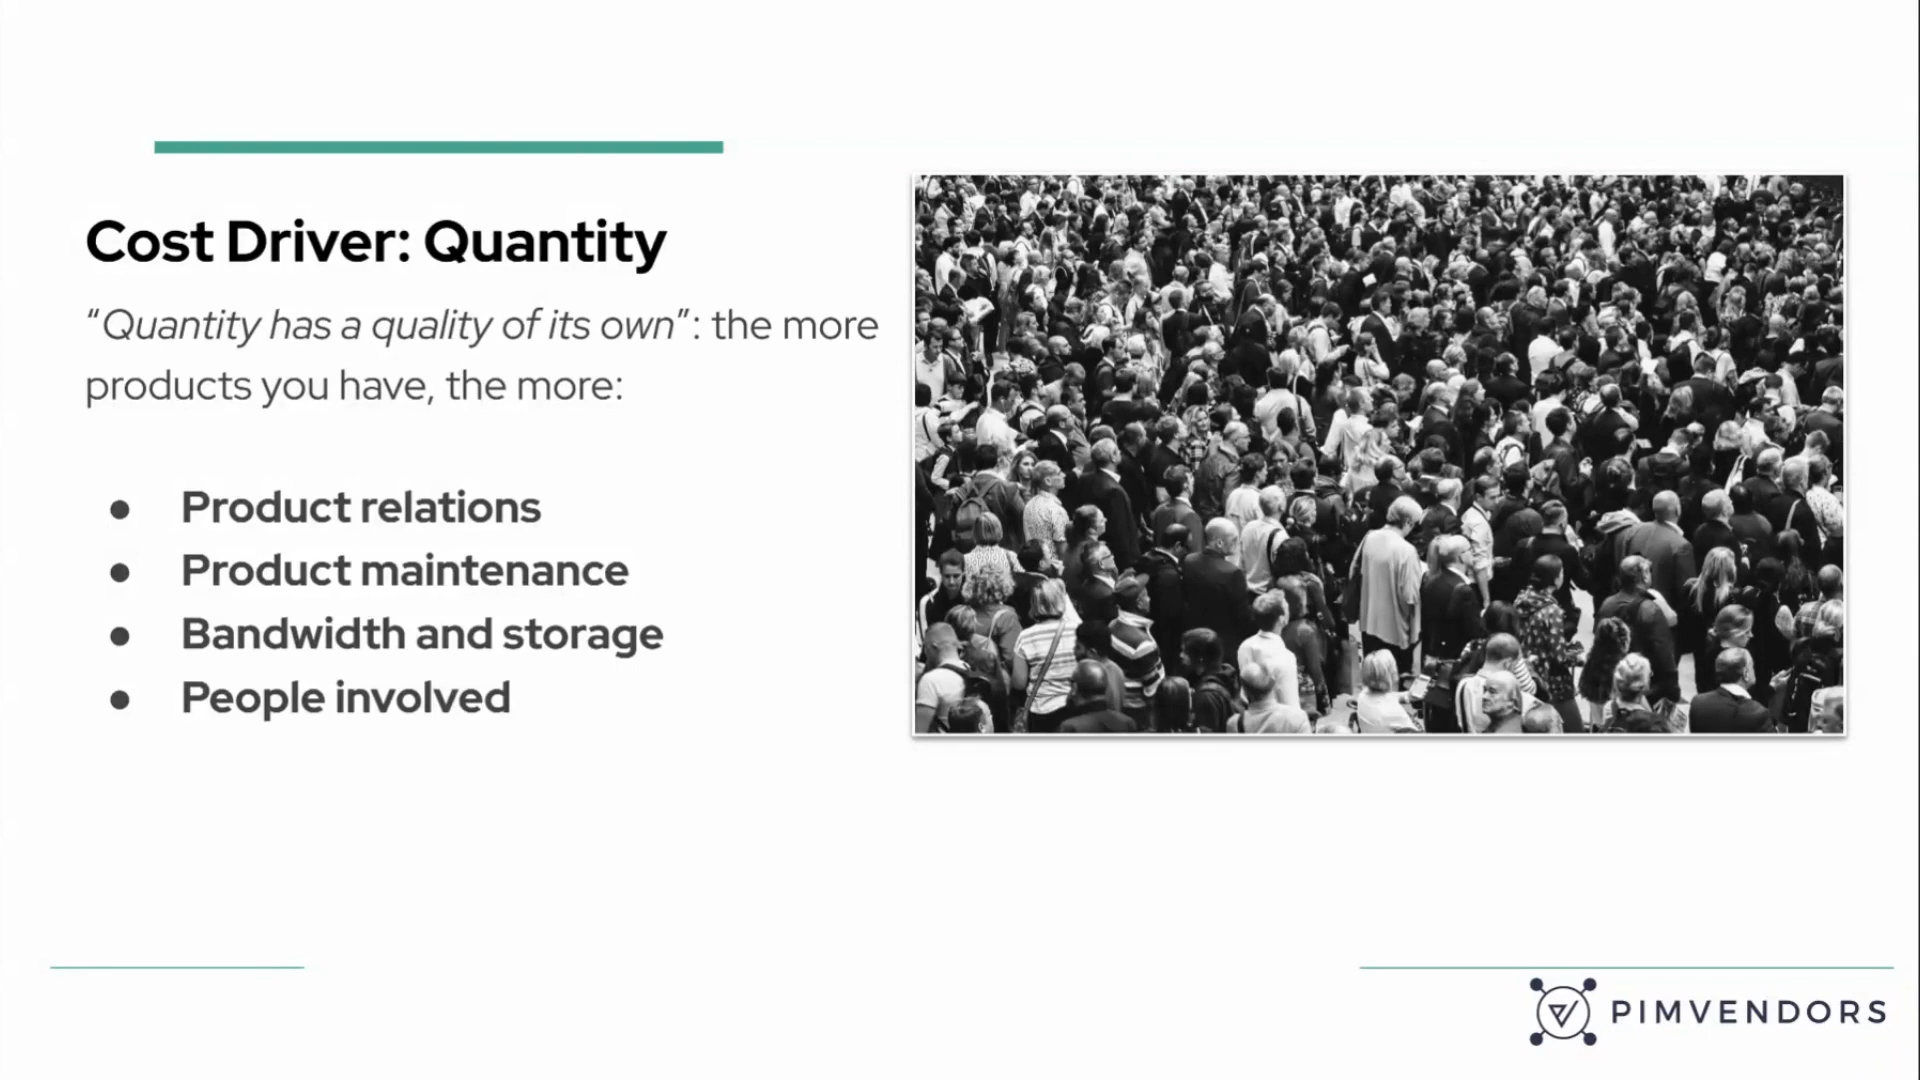 Cost Driver: Quantity
“Quantity has a quality of its own”: the more
products you have, the more:
● Product relations
● Product maintenance
● Bandwidth and storage
● People involved
PIMVENDORS